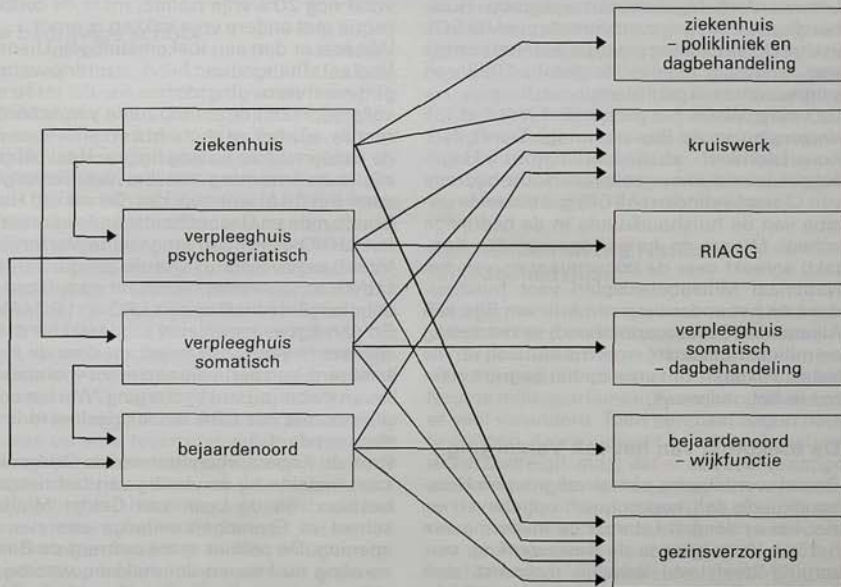 ziekenhuis
– polikliniek en
dagbehandeling
ziekenhuis
kruiswerk
verpleeghuis
psychogeriatisch
RIAGG
verpleeghuis
somatisch
verpleeghuis
somatisch
– dagbehandeling
bejaardenoord
bejaardenoord
– wijkfunctie
gezinsverzorging